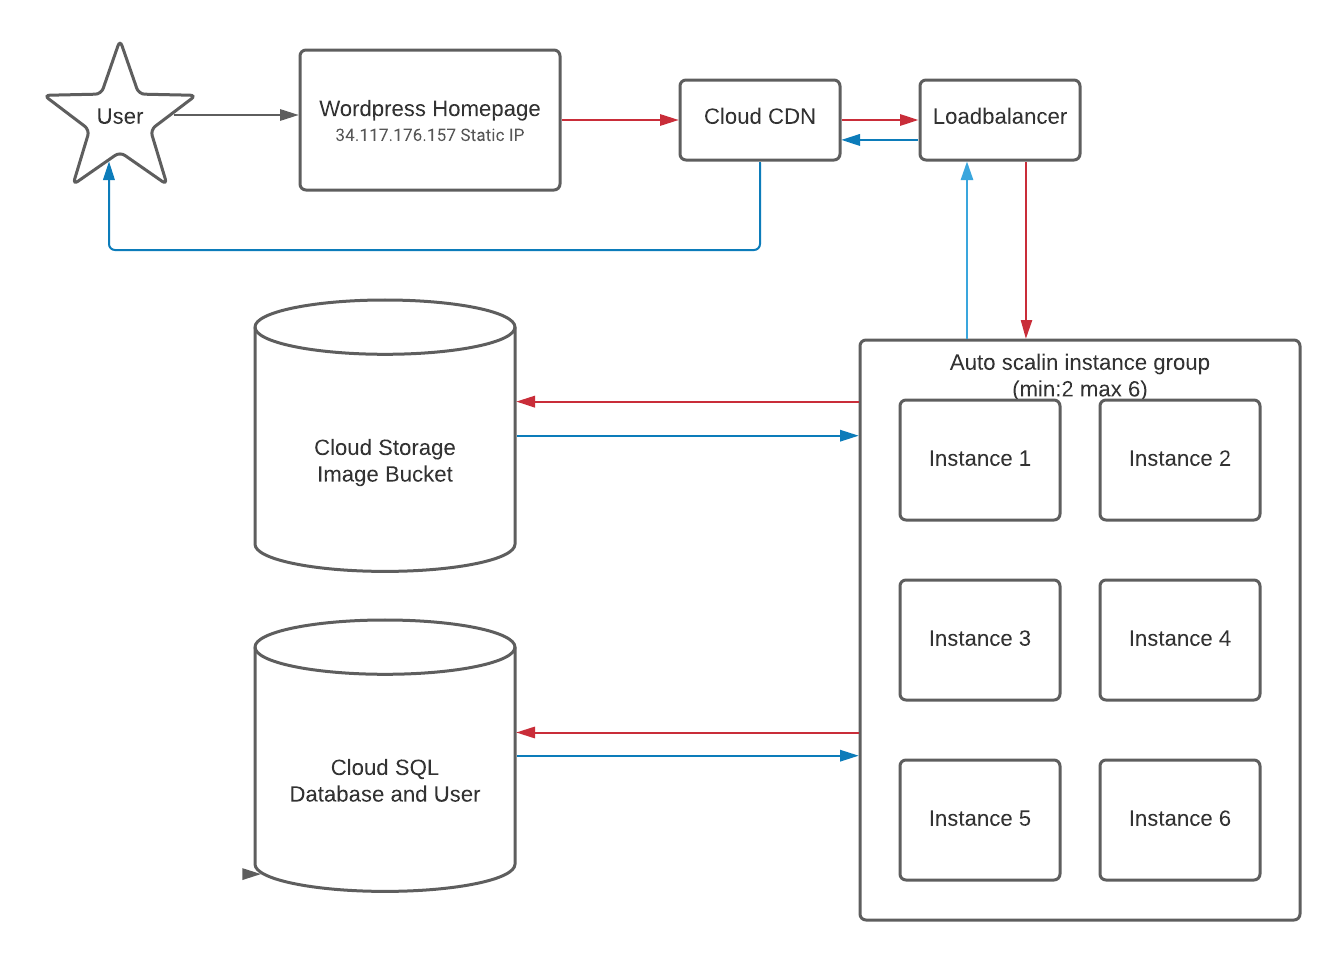 User
Wordpress Homepage
34.117.176.157 Static IP
Cloud CDN
Loadbalancer
Cloud Storage
Image Bucket
Auto scalin instance group
(min:2 max 6)
Instance 1
Instance 2
Instance 3
Instance 4
Cloud SQL
Database and User
Instance 5
Instance 6